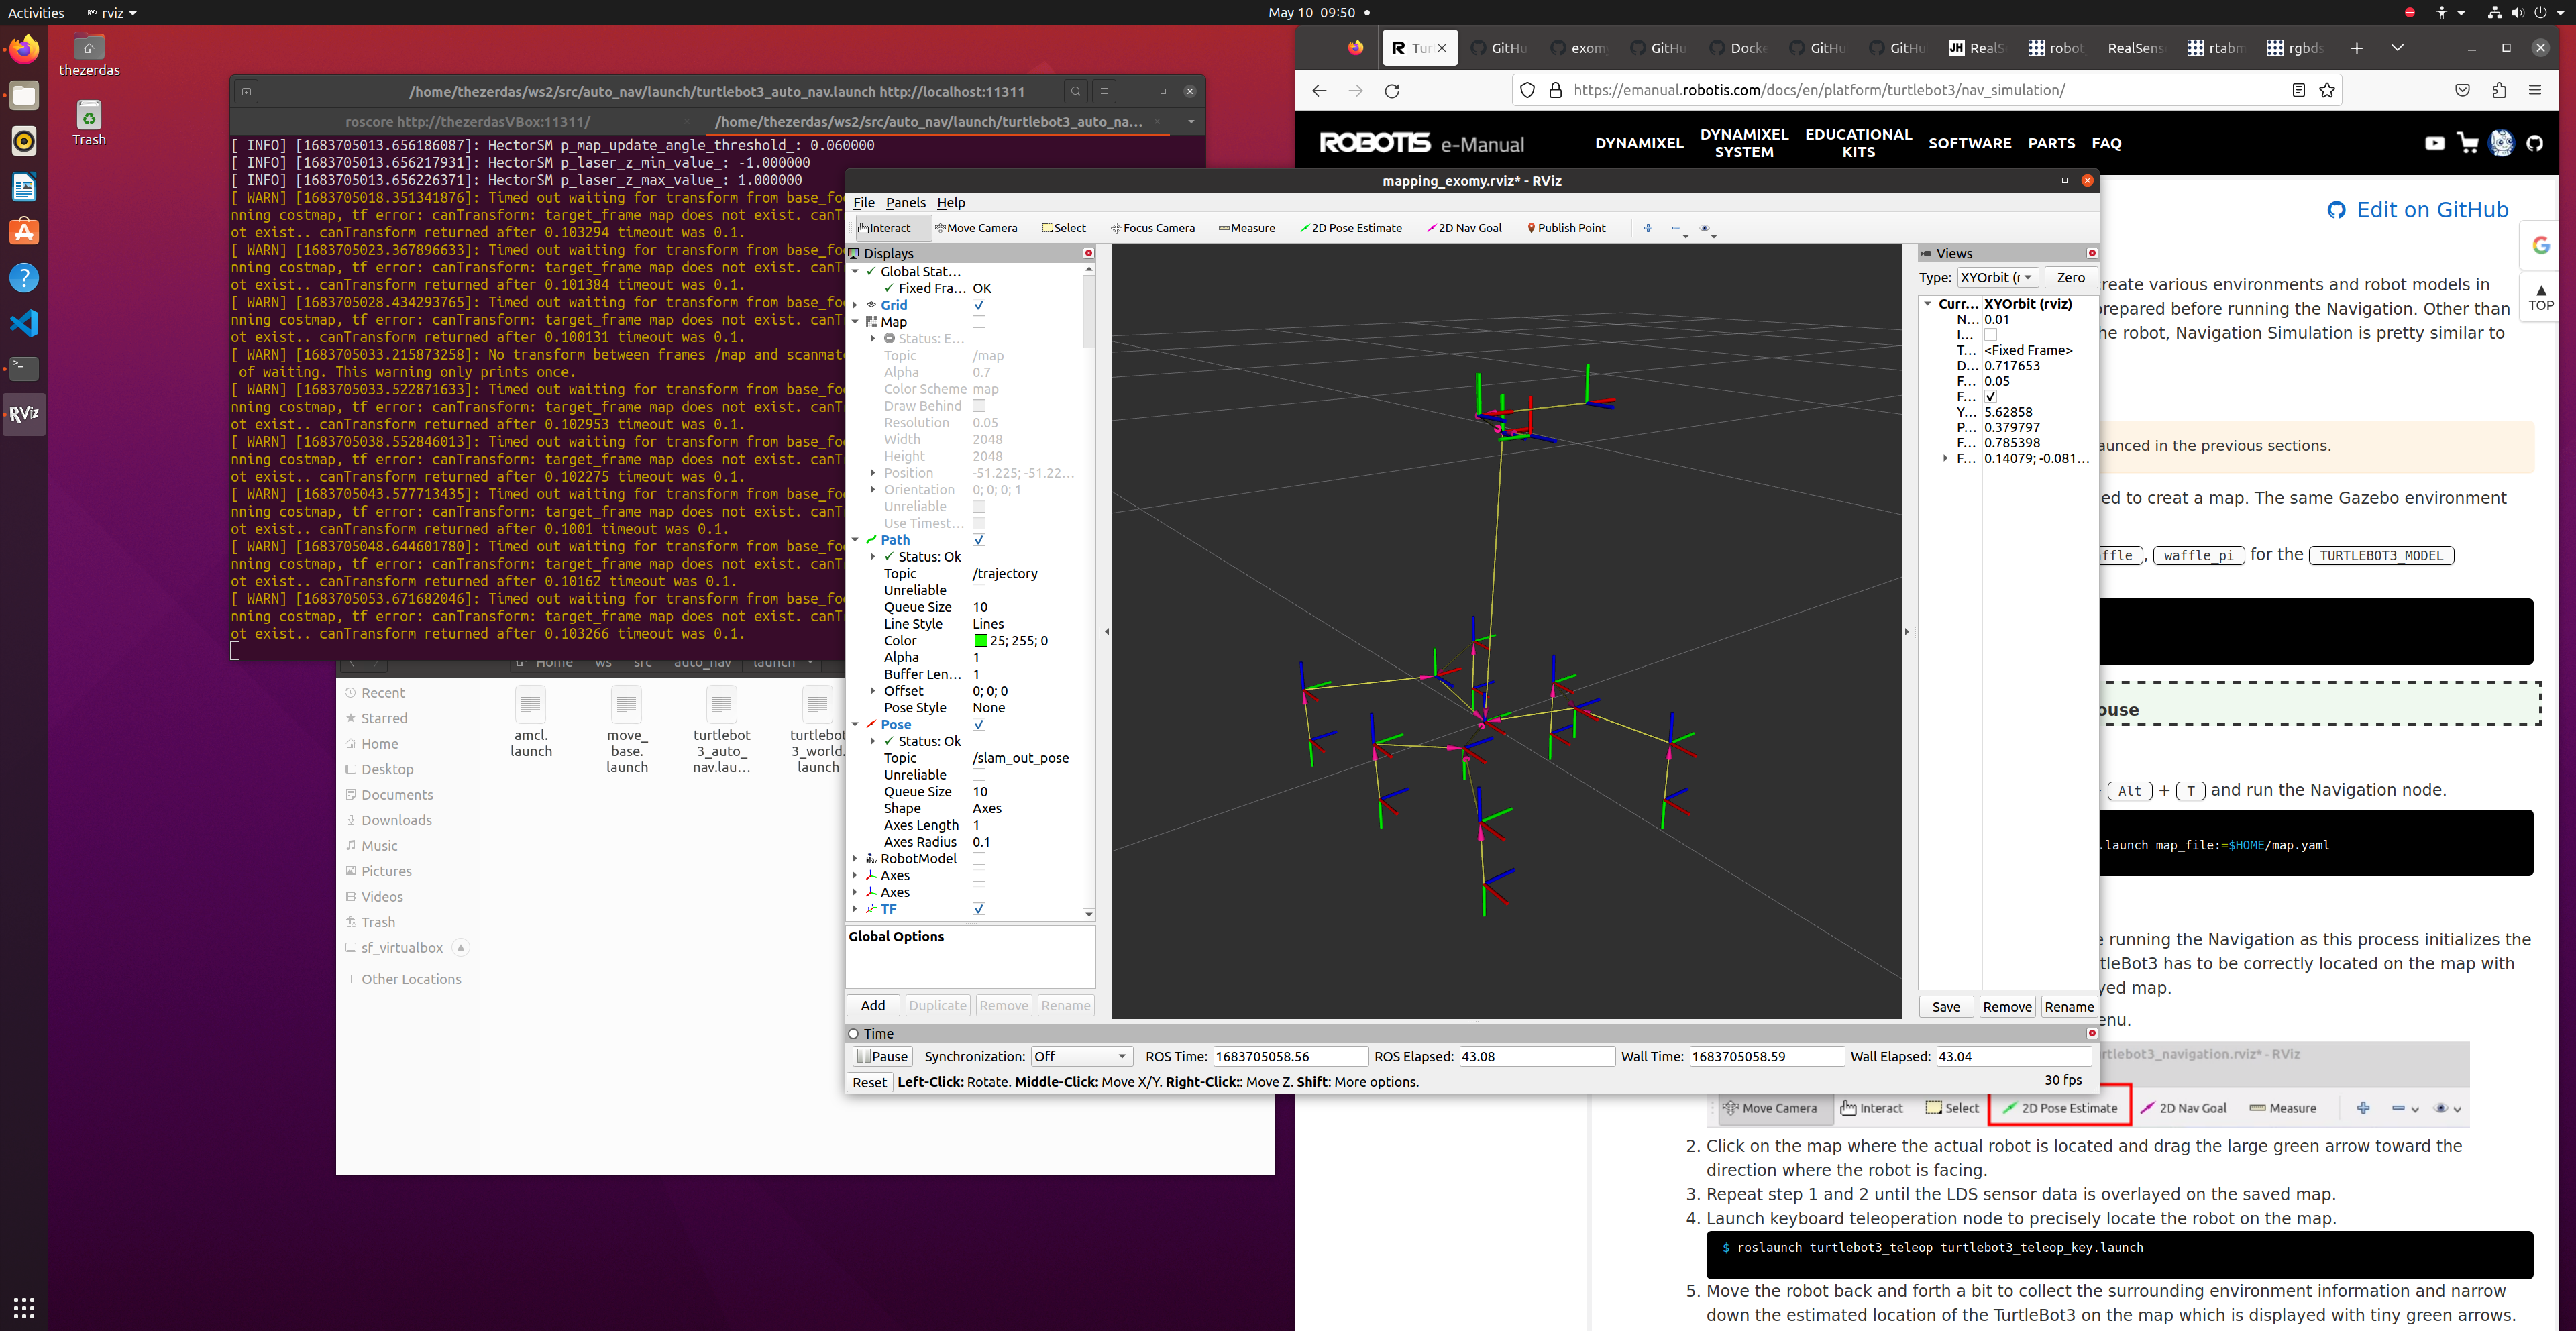 Activities
rviz
May 10 09:50
thezerdas
Trash
/home/thezerdas/ws2/src/auto_nav/launch/turtlebot3_auto_nav.launch http://localhost:11311
roscore http://thezerdasVBox:11311/
/home/thezerdas/ws2/src/auto_nav/launch/turtlebot3_auto_na...
[ INFO] [1683705013.656186087]: HectorSM p_map_update_angle_threshold_: 0.060000
[ INFO] [1683705013.656217931]: HectorSM p_laser_z_min_value_: -1.000000
[ INFO] [1683705013.656226371]: HectorSM p_laser_z_max_value_: 1.000000
[ WARN] [1683705018.351341876]: Timed out waiting for transform from base_foo
nning costmap, tf error: canTransform: target_frame map does not exist. canT
ot exist.. canTransform returned after 0.103294 timeout was 0.1.
[ WARN] [1683705023.367896633]: Timed out waiting for transform from base_foo
nning costmap, tf error: canTransform: target_frame map does not exist. canT
ot exist.. canTransform returned after 0.101384 timeout was 0.1.
[ WARN] [1683705028.434293765]: Timed out waiting for transform from base_foo
nning costmap, tf error: canTransform: target_frame map does not exist. canT
ot exist.. canTransform returned after 0.100131 timeout was 0.1.
[ WARN] [1683705033.215873258]: No transform between frames /map and scanmat
of waiting. This warning only prints once.
[ WARN] [1683705033.522871633]: Timed out waiting for transform from base_foo
nning costmap, tf error: canTransform: target_frame map does not exist. canT
ot exist.. canTransform returned after 0.102953 timeout was 0.1.
[ WARN] [1683705038.552846013]: Timed out waiting for transform from base_foo
nning costmap, tf error: canTransform: target_frame map does not exist. canT
ot exist.. canTransform returned after 0.102275 timeout was 0.1.
[ WARN] [1683705043.577713435]: Timed out waiting for transform from base_foo
nning costmap, tf error: canTransform: target_frame map does not exist. canT
ot exist.. canTransform returned after 0.1001 timeout was 0.1.
[ WARN] [1683705048.644601780]: Timed out waiting for transform from base_foo
nning costmap, tf error: canTransform: target_frame map does not exist. canT
ot exist.. canTransform returned after 0.10162 timeout was 0.1.
[ WARN] [1683705053.671682046]: Timed out waiting for transform from base_foo
nning costmap, tf error: canTransform: target_frame map does not exist. canT
ot exist.. canTransform returned after 0.103266 timeout was 0.1.
Home ws src auto_nav launch
Recent
Starred
Home
Desktop
Documents
Downloads
Music
Pictures
Videos
Trash
sf_virtualbox
Other Locations
amcl.
launch
move_
base.
launch
turtlebot
3_auto_
nav.lau...
turtlebot
3_world.
launch
mapping_exomy.rviz* - RViz
File Panels Help
Interact Move Camera Select Focus Camera Measure 2D Pose Estimate 2D Nav Goal Publish Point
Displays
Global Stat...
Fixed Fra... OK
Grid
Map
Status: E...
Topic /map
Alpha 0.7
Color Scheme map
Draw Behind
Resolution 0.05
Width 2048
Height 2048
Position -51.225; -51.22...
Orientation 0; 0; 0; 1
Unreliable
Use Timest...
Path
Status: Ok
Topic /trajectory
Unreliable
Queue Size 10
Line Style Lines
Color 25; 255; 0
Alpha 1
Buffer Len... 1
Offset 0; 0; 0
Pose Style None
Pose
Status: Ok
Topic /slam_out_pose
Unreliable
Queue Size 10
Shape Axes
Axes Length 1
Axes Radius 0.1
RobotModel
Axes
Axes
TF
Global Options
Add Duplicate Remove Rename
Views
Type: XYOrbit (r Zero
Curr... XYOrbit (rviz)
N... 0.01
I...
T... <Fixed Frame>
D... 0.717653
F... 0.05
F...
Y... 5.62858
P... 0.379797
F... 0.785398
F... 0.14079; -0.081...
Save Remove Rename
Time
Pause Synchronization: Off ROS Time: 1683705058.56 ROS Elapsed: 43.08 Wall Time: 1683705058.59 Wall Elapsed: 43.04
Reset Left-Click: Rotate. Middle-Click: Move X/Y. Right-Click:: Move Z. Shift: More options.
30 fps
Turt GitHu exom GitHu Docke GitHu GitHu RealSe robot RealSens rtabm rgbds
https://emanual.robotis.com/docs/en/platform/turtlebot3/nav_simulation/
ROBOTIS e-Manual
DYNAMIXEL
DYNAMIXEL
SYSTEM
EDUCATIONAL
KITS
SOFTWARE
PARTS
FAQ
Edit on GitHub
TOP
reate various environments and robot models in
repared before running the Navigation. Other than
he robot, Navigation Simulation is pretty similar to
aunced in the previous sections.
ed to creat a map. The same Gazebo environment
ffle , waffle_pi for the TURTLEBOT3_MODEL
ouse
Alt + T and run the Navigation node.
.launch map_file:=$HOME/map.yaml
e running the Navigation as this process initializes the
tleBot3 has to be correctly located on the map with
yed map.
enu.
rtlebot3_navigation.rviz* - RViz
Move Camera Interact Select 2D Pose Estimate 2D Nav Goal Measure
2. Click on the map where the actual robot is located and drag the large green arrow toward the
direction where the robot is facing.
3. Repeat step 1 and 2 until the LDS sensor data is overlayed on the saved map.
4. Launch keyboard teleoperation node to precisely locate the robot on the map.
$ roslaunch turtlebot3_teleop turtlebot3_teleop_key.launch
5. Move the robot back and forth a bit to collect the surrounding environment information and narrow
down the estimated location of the TurtleBot3 on the map which is displayed with tiny green arrows.